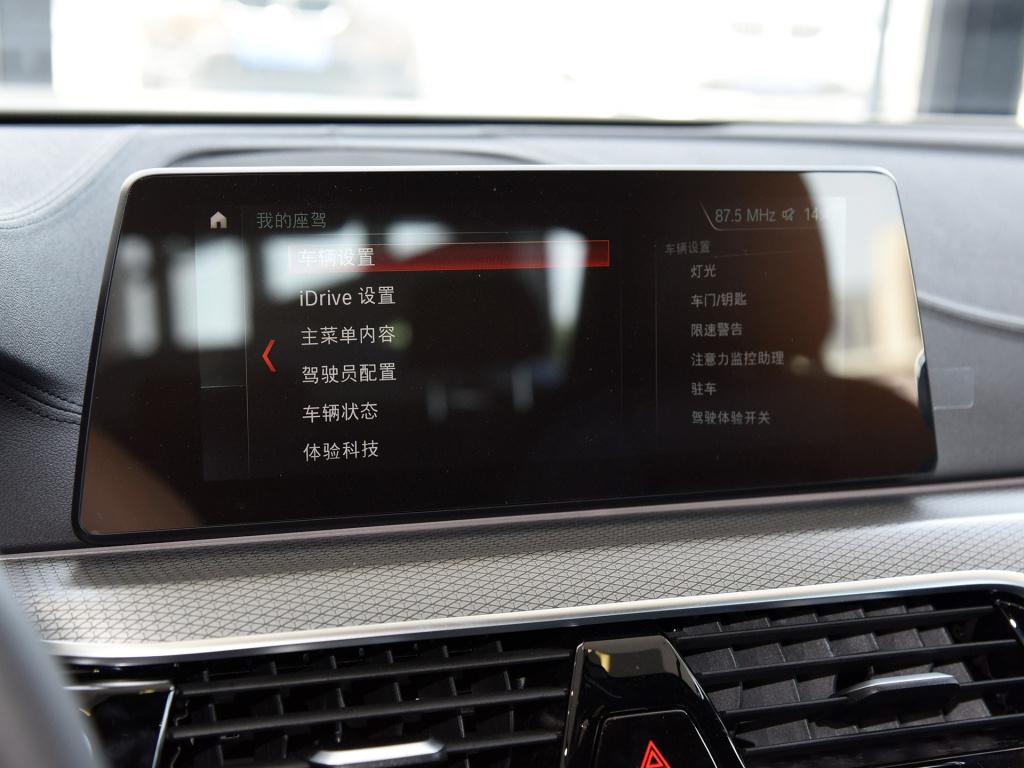 我的座驾
87.5 MHz
车辆设置
iDrive 设置
主菜单内容
驾驶员配置
车辆状态
体验科技
车辆设置
灯光
车门/钥匙
限速警告
注意力监控助理
驻车
驾驶体验开关